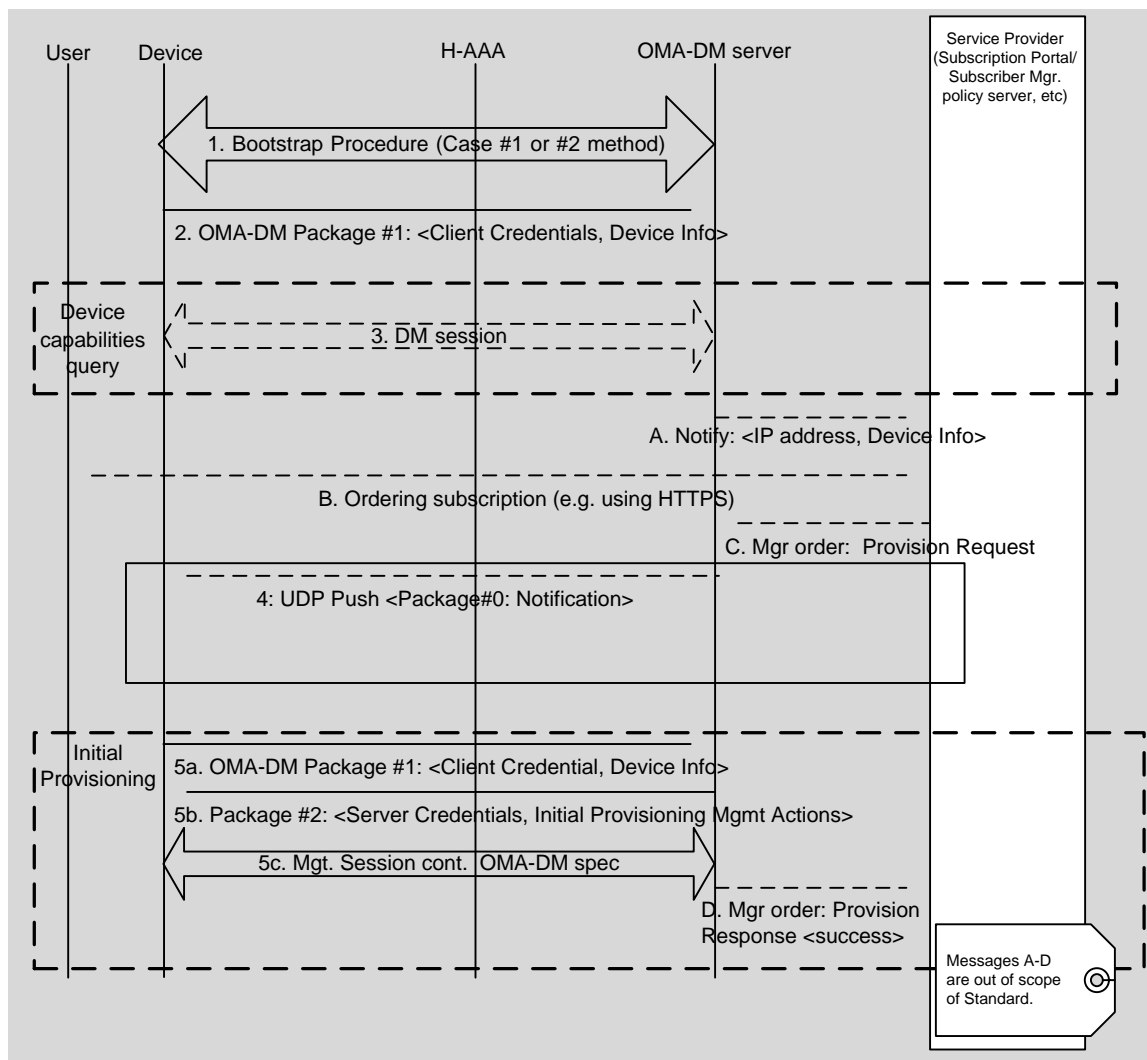 User
Device
H-AAA
OMA-DM server
Service Provider
(Subscription Portal/
Subscriber Mgr.
policy server, etc)
1. Bootstrap Procedure (Case #1 or #2 method)
2. OMA-DM Package #1: <Client Credentials, Device Info>
Device
capabilities
query
3. DM session
A. Notify: <IP address, Device Info>
B. Ordering subscription (e.g. using HTTPS)
C. Mgr order:  Provision Request
4: UDP Push <Package#0: Notification>
Initial
Provisioning
5a. OMA-DM Package #1: <Client Credential, Device Info>
5b. Package #2: <Server Credentials, Initial Provisioning Mgmt Actions>
5c. Mgt. Session cont.  OMA-DM spec
D. Mgr order: Provision
Response <success>
Messages A-D
are out of scope
of Standard.